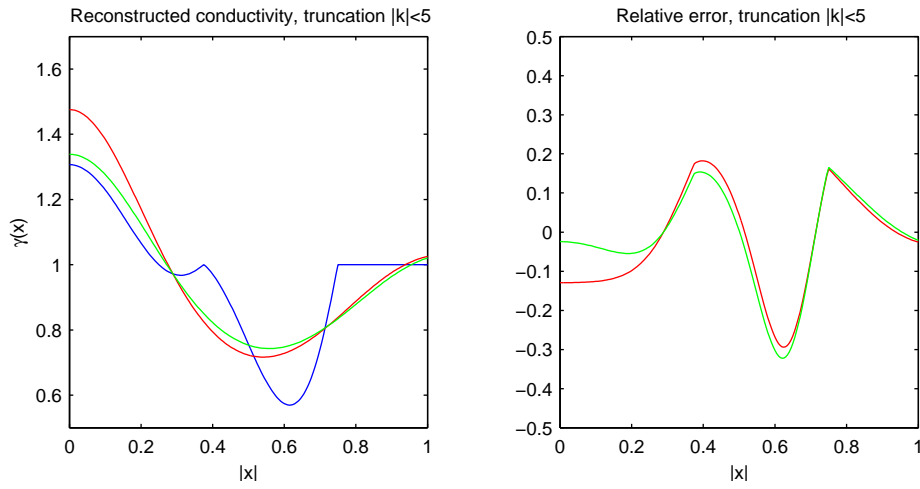 Reconstructed conductivity, truncation |k|<5
γ(x)
1.6
1.4
1.2
1
0.8
0.6
0 0.2 0.4 0.6 0.8 1
|x|
Relative error, truncation |k|<5
0.5
0.4
0.3
0.2
0.1
0
−0.1
−0.2
−0.3
−0.4
−0.5
0 0.2 0.4 0.6 0.8 1
|x|